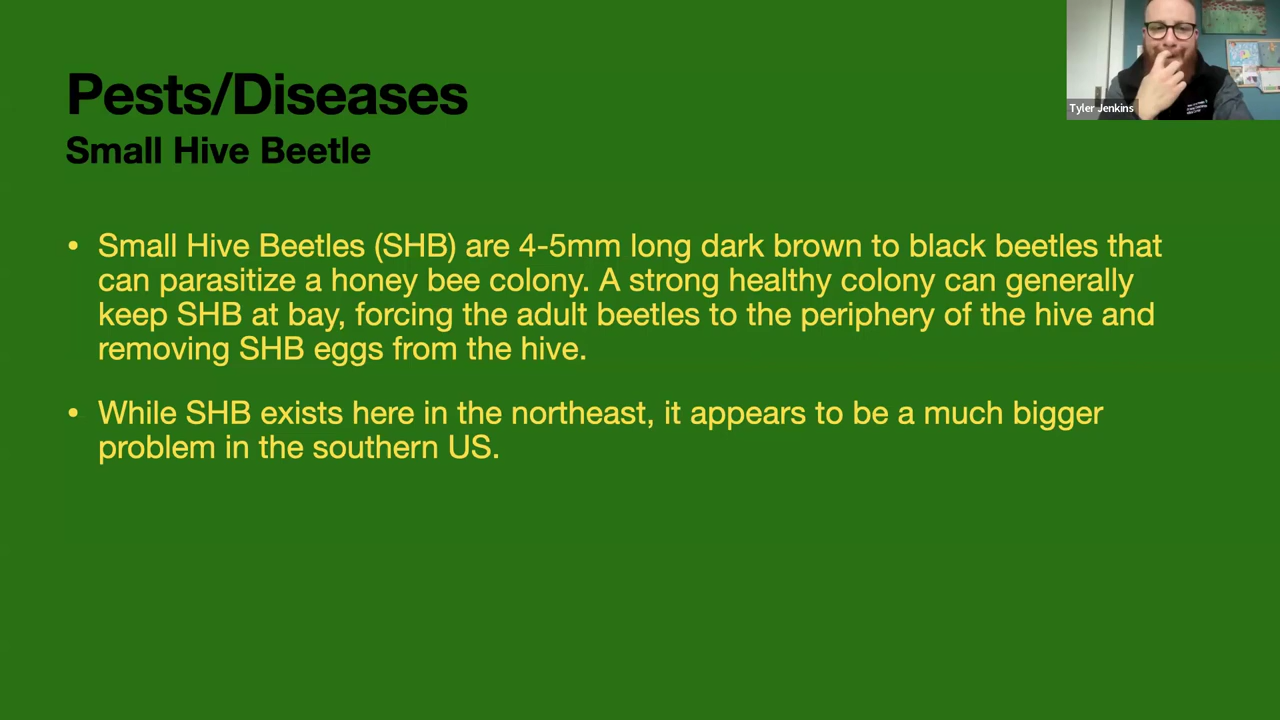 Pests/Diseases
Small Hive Beetle
• Small Hive Beetles (SHB) are 4-5mm long dark brown to black beetles that
can parasitize a honey bee colony. A strong healthy colony can generally
keep SHB at bay, forcing the adult beetles to the periphery of the hive and
removing SHB eggs from the hive.
• While SHB exists here in the northeast, it appears to be a much bigger
problem in the southern US.
Tyler Jenkins